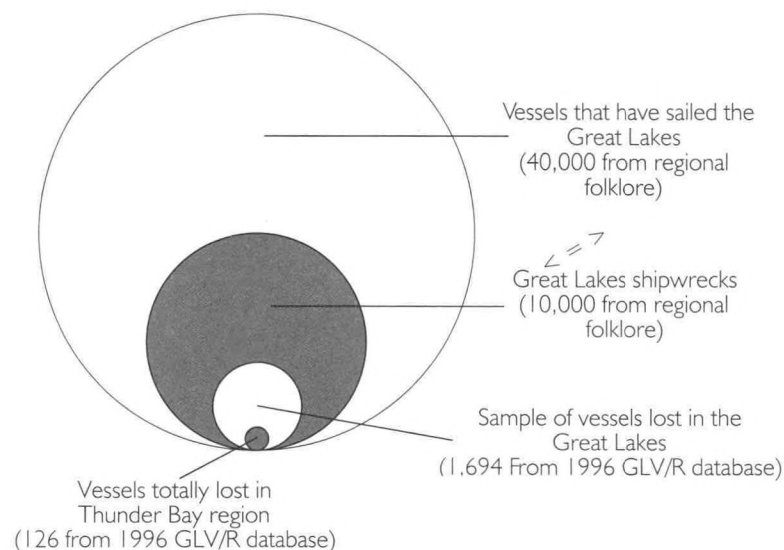 Vessels that have sailed the
Great Lakes
(40,000 from regional
folklore)
Great Lakes shipwrecks
(10,000 from regional
folklore)
Sample of vessels lost in the
Great Lakes
(1,694 From 1996 GLV/R database)
Vessels totally lost in
Thunder Bay region
(126 from 1996 GLV/R database)